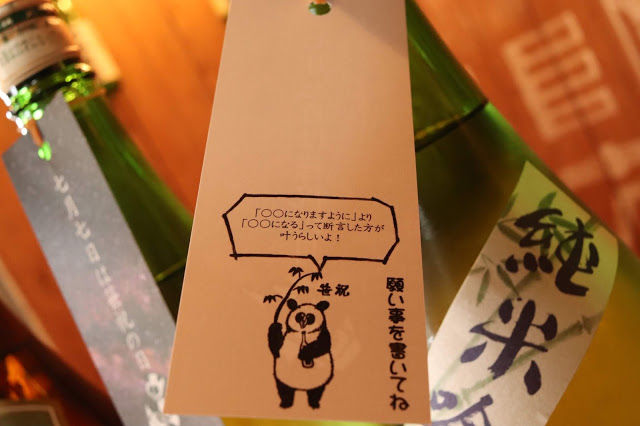 「〇〇になりますように」より
「〇〇になる」って断言した方が
叶うらしいよ！
笹祝
願い事を書いてね
七月七日は
純米吟